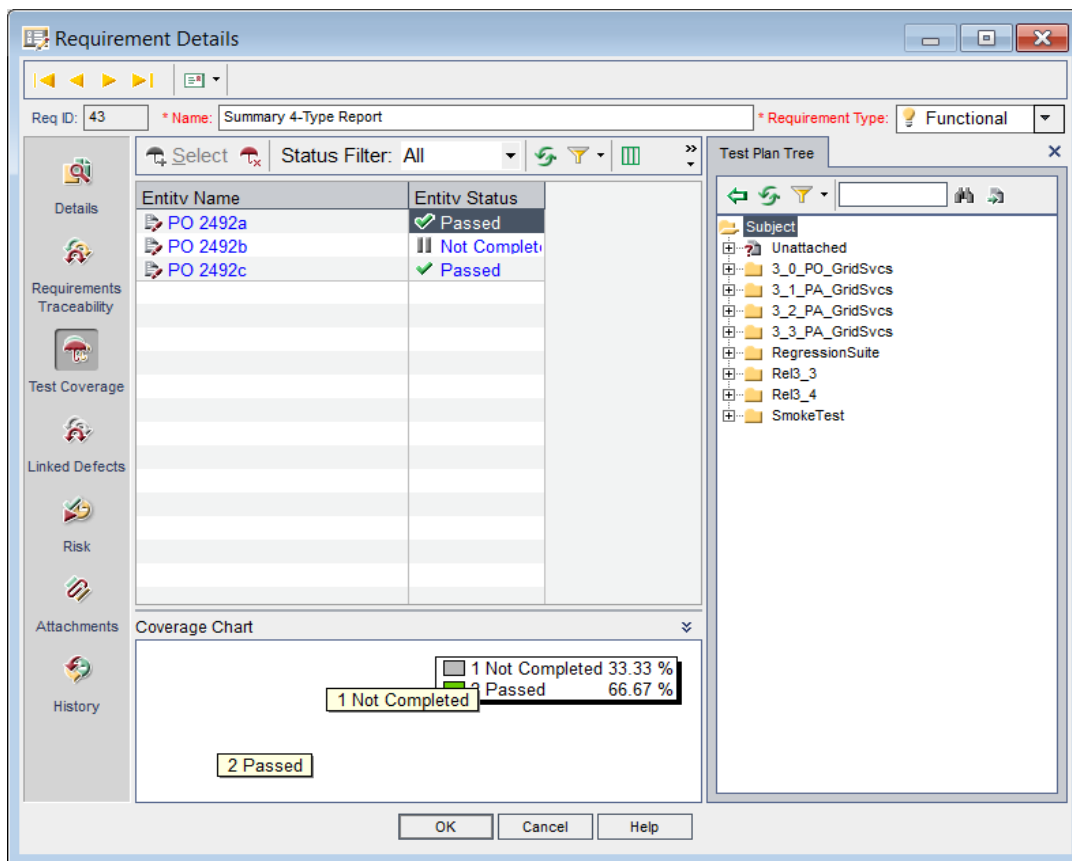 Requirement Details
Req ID: 43 * Name: Summary 4-Type Report * Requirement Type: Functional
Details
Requirements
Traceability
Test Coverage
Linked Defects
Risk
Attachments
History
Select Status Filter: All
Entity Name Entity Status
PO 2492a Passed
PO 2492b Not Complet
PO 2492c Passed
Coverage Chart
1 Not Completed 33.33 %
Passed 66.67 %
1 Not Completed
2 Passed
Test Plan Tree
Subject
Unattached
3_0_PO_GridSvcs
3_1_PA_GridSvcs
3_2_PA_GridSvcs
3_3_PA_GridSvcs
RegressionSuite
Rel3_3
Rel3_4
SmokeTest
OK Cancel Help